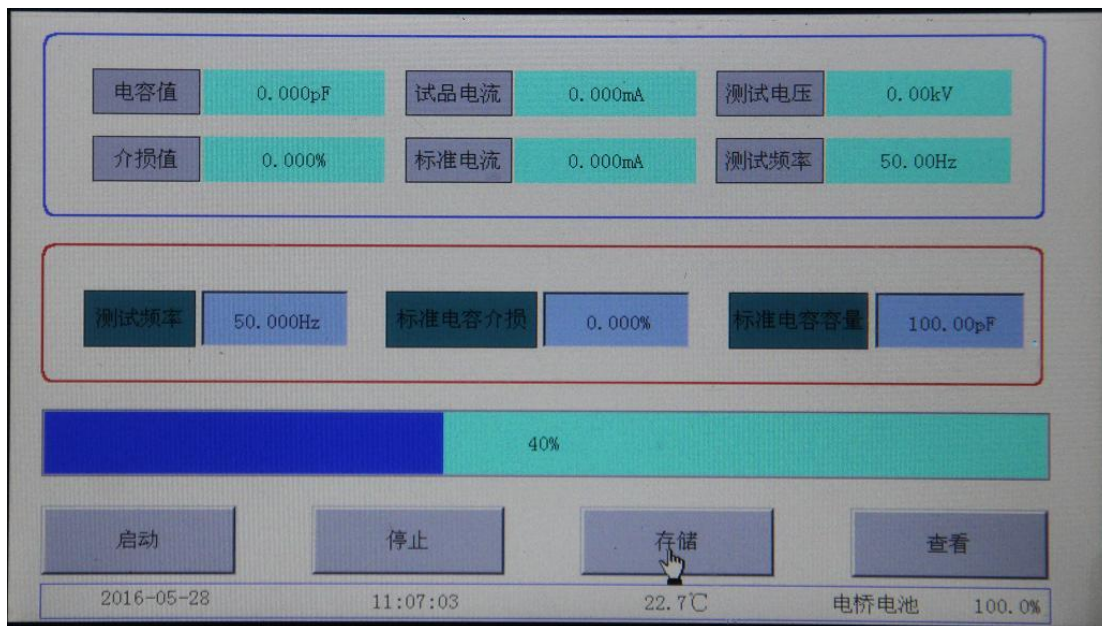 电容值 0.000pF 试品电流 0.000mA 测试电压 0.00kV
介损值 0.000% 标准电流 0.000mA 测试频率 50.00Hz
测试频率 50.000Hz 标准电容介损 0.000% 标准电容容量 100.00pF
40%
启动 停止 存储 查看
2016-05-28 11:07:03 22.7℃ 电桥电池 100.0%